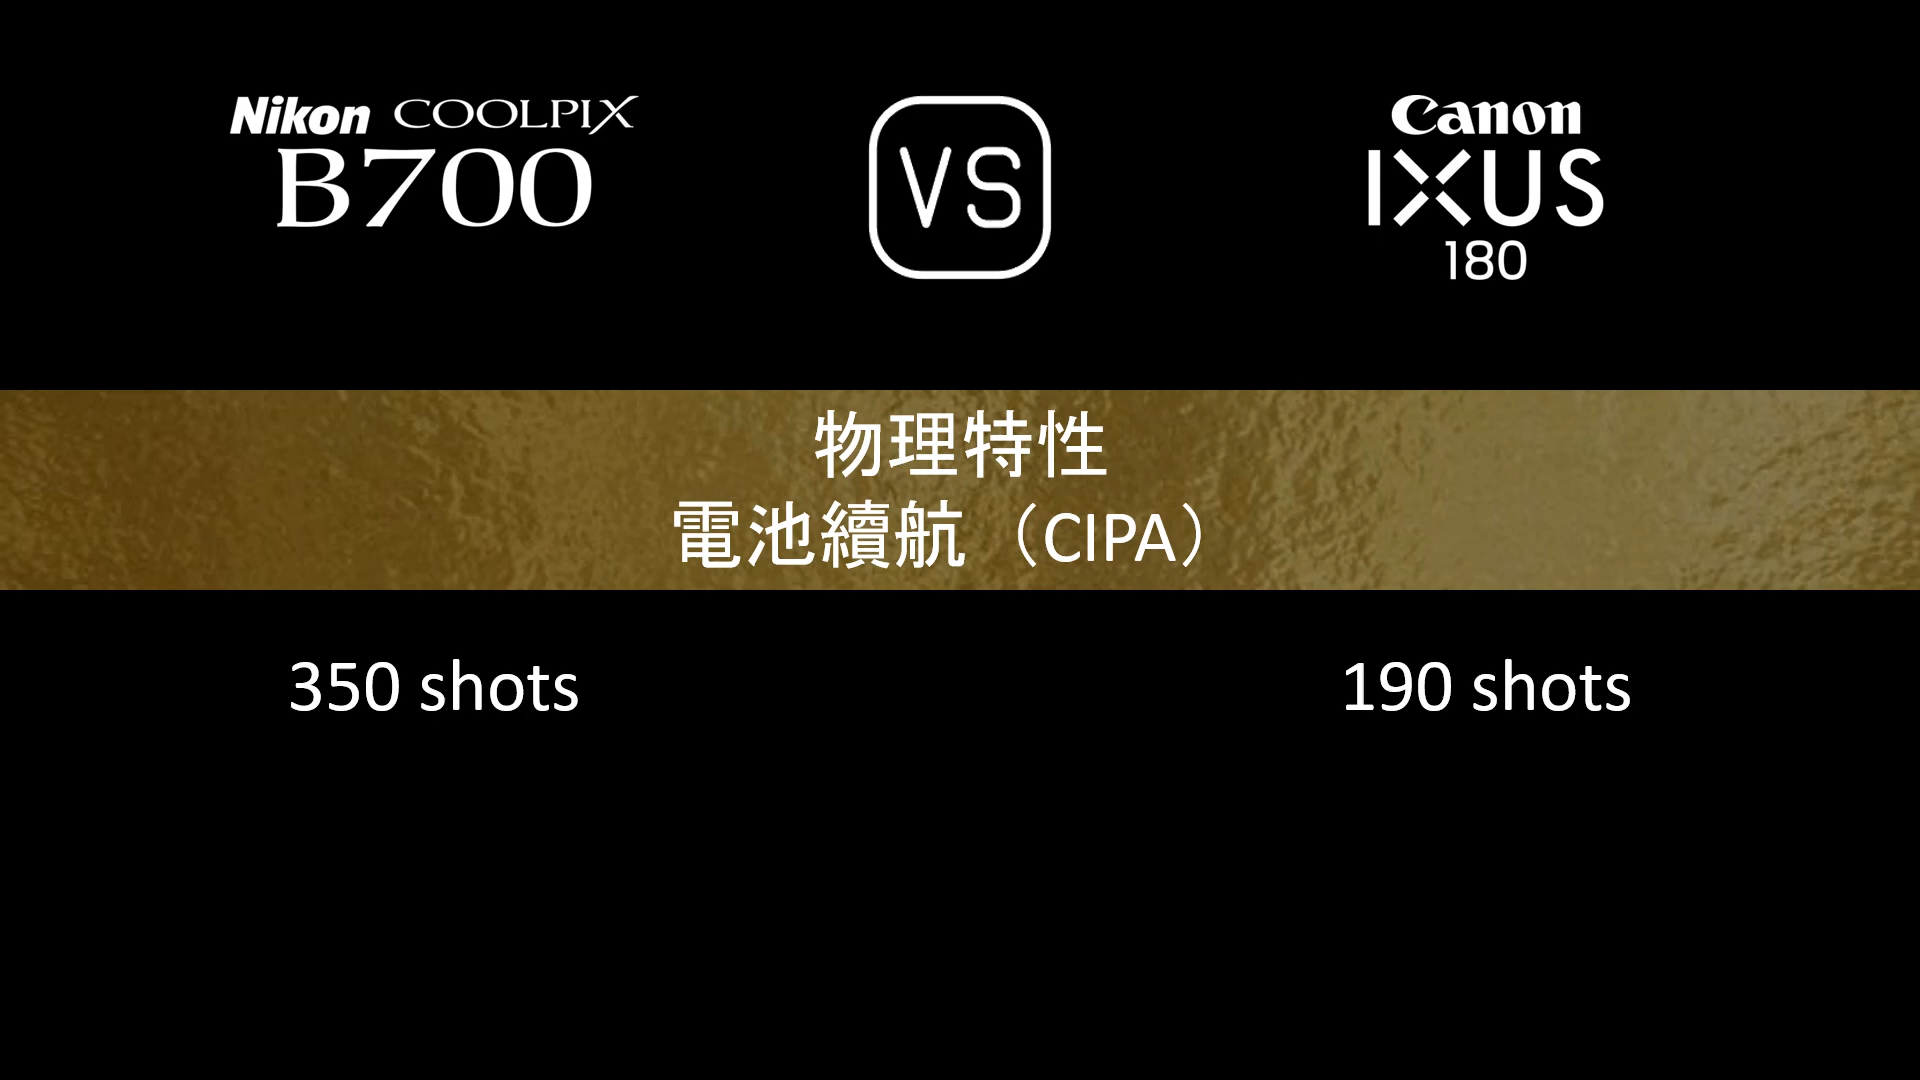 Nikon COOLPIX
B700
VS
Canon
IXUS
180
物理特性
電池續航（CIPA）
350 shots
190 shots